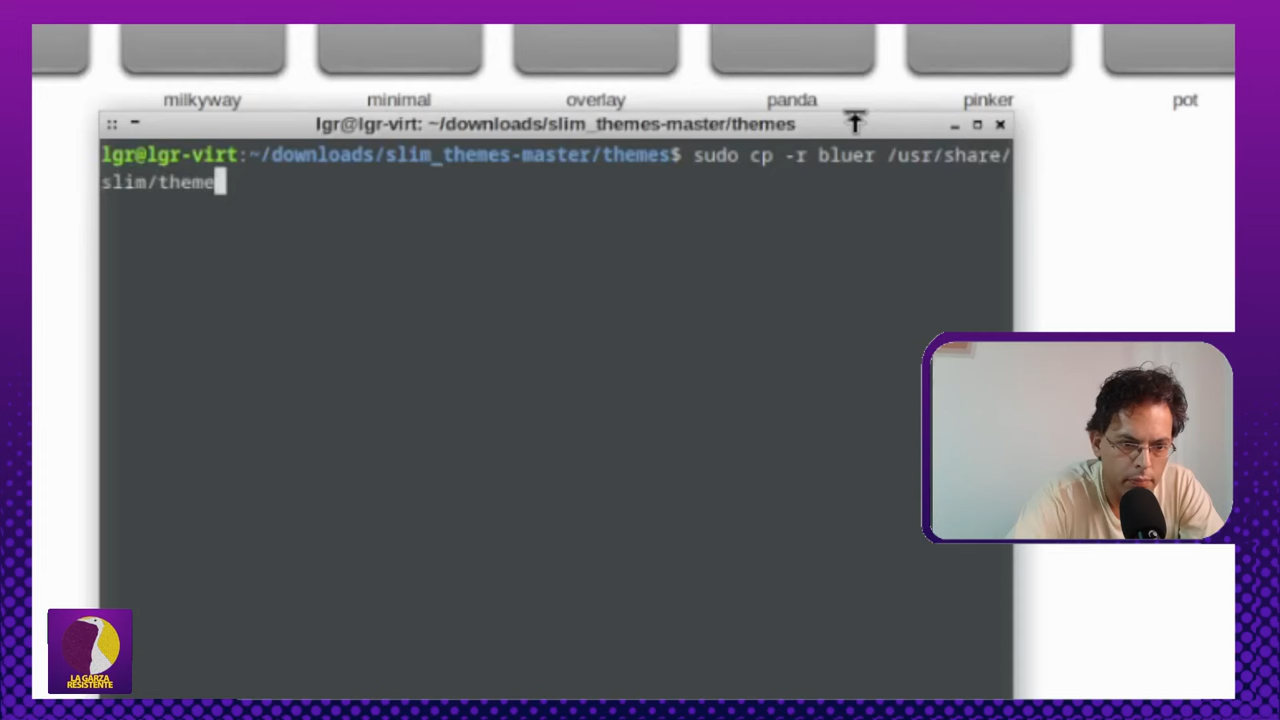 milkyway
minimal
overlay
panda
pinker
pot
lgr@lgr-virt: ~/downloads/slim_themes-master/themes
lgr@lgr-virt:~/downloads/slim_themes-master/themes$ sudo cp -r bluer /usr/share/
slim/theme
LA GARZA
RESISTENTE